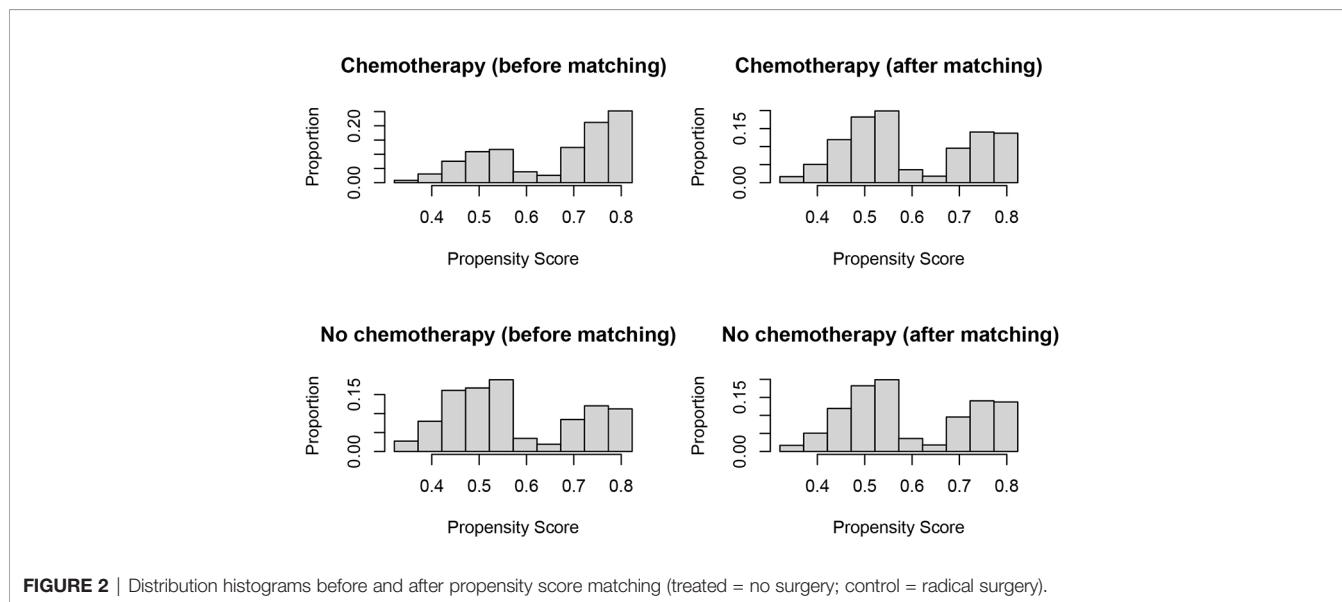 Chemotherapy (before matching)
Proportion
0.20
0.00
0.4 0.5 0.6 0.7 0.8
Propensity Score
Chemotherapy (after matching)
Proportion
0.15
0.00
0.4 0.5 0.6 0.7 0.8
Propensity Score
No chemotherapy (before matching)
Proportion
0.15
0.00
0.4 0.5 0.6 0.7 0.8
Propensity Score
No chemotherapy (after matching)
Proportion
0.15
0.00
0.4 0.5 0.6 0.7 0.8
Propensity Score
FIGURE 2 | Distribution histograms before and after propensity score matching (treated = no surgery; control = radical surgery).